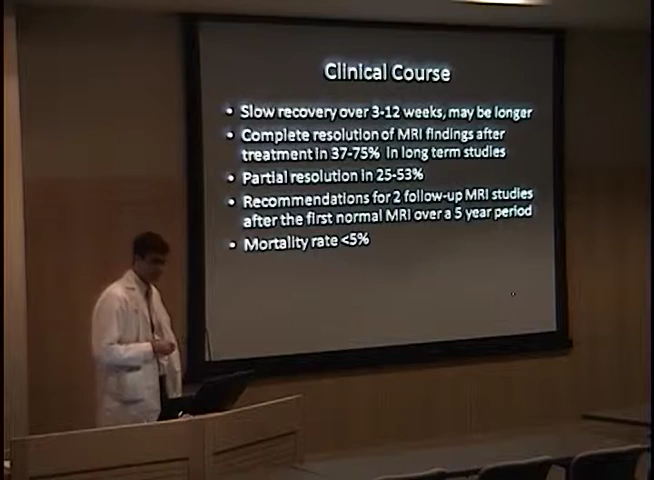 Clinical Course
• Slow recovery over 3-12 weeks, may be longer
• Complete resolution of MRI findings after
treatment in 37-75% in long term studies
• Partial resolution in 25-53%
• Recommendations for 2 follow-up MRI studies
after the first normal MRI over a 5 year period
• Mortality rate <5%